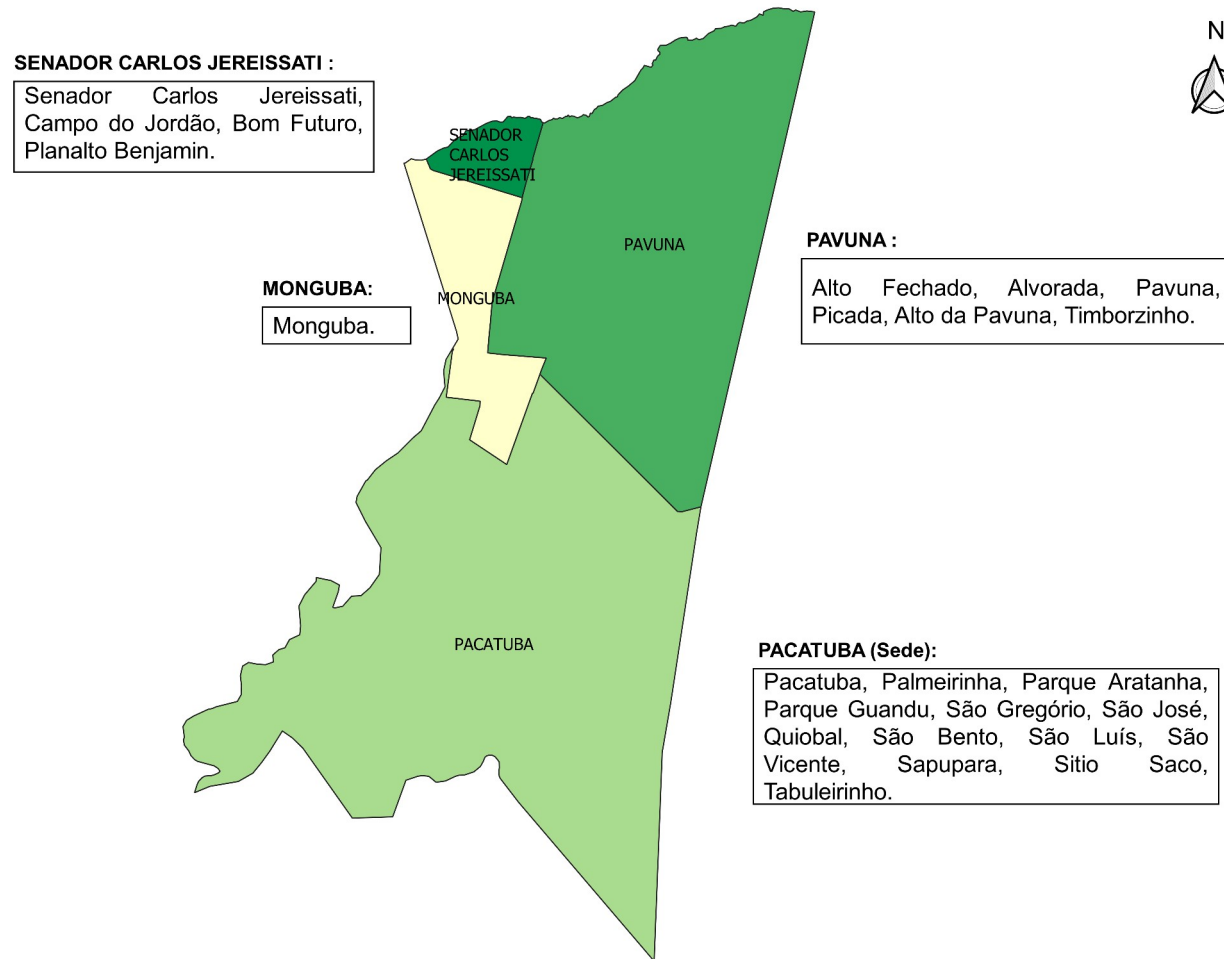 N
SENADOR CARLOS JEREISSATI :
Senador Carlos Jereissati,
Campo do Jordão, Bom Futuro,
Planalto Benjamin.
SENADOR
CARLOS
JEREISSATI
PAVUNA
PAVUNA :
Alto Fechado, Alvorada, Pavuna,
Picada, Alto da Pavuna, Timborzinho.
MONGUBA:
Monguba.
MONGUBA
PACATUBA
PACATUBA (Sede):
Pacatuba, Palmeirinha, Parque Aratanha,
Parque Guandu, São Gregório, São José,
Quiobal, São Bento, São Luís, São
Vicente, Sapupara, Sitio Saco,
Tabuleirinho.